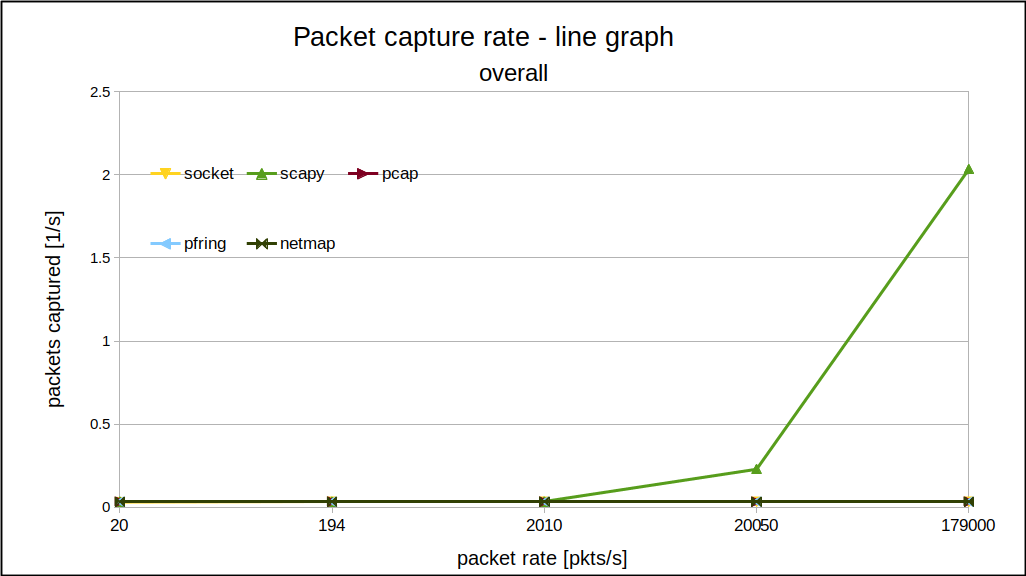 Packet capture rate - line graph
overall
2.5
2
1.5
1
0.5
0
socket scapy pcap
pfring netmap
packets captured [1/s]
20 194 2010 20050 179000
packet rate [pkts/s]